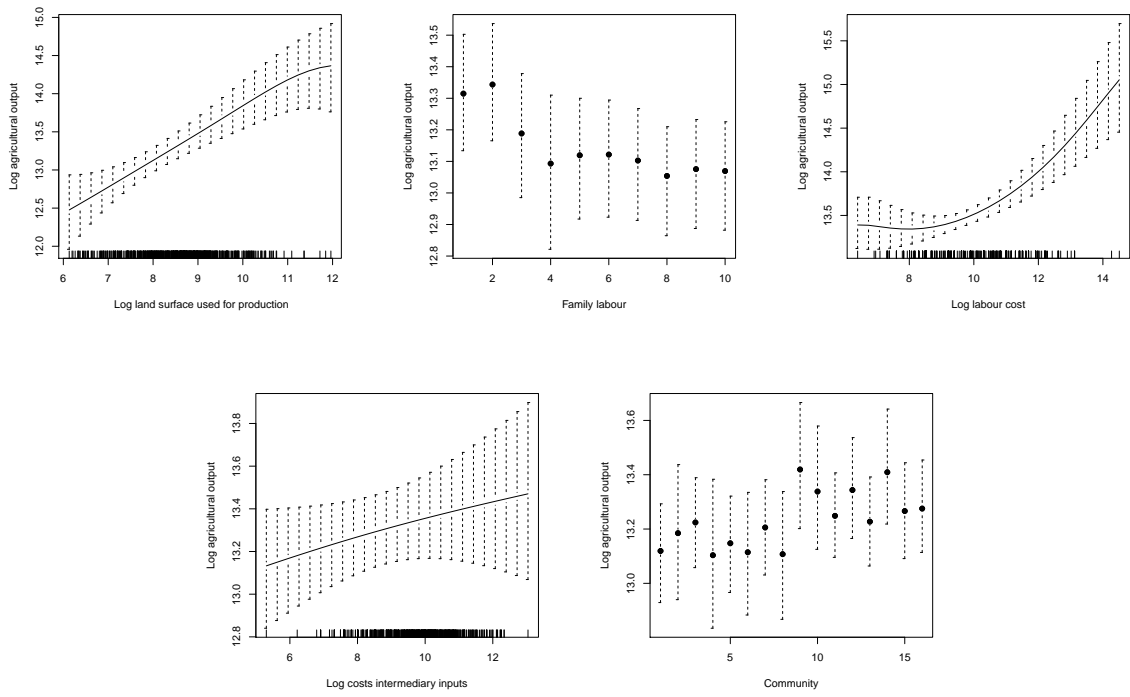 Log agricultural output
12.0 12.5 13.0 13.5 14.0 14.5 15.0
6 7 8 9 10 11 12
Log land surface used for production
Log agricultural output
12.8 12.9 13.0 13.1 13.2 13.3 13.4 13.5
2 4 6 8 10
Family labour
Log agricultural output
13.5 14.0 14.5 15.0 15.5
8 10 12 14
Log labour cost
Log agricultural output
12.8 13.0 13.2 13.4 13.6 13.8
6 8 10 12
Log costs intermediary inputs
Log agricultural output
13.0 13.2 13.4 13.6
5 10 15
Community